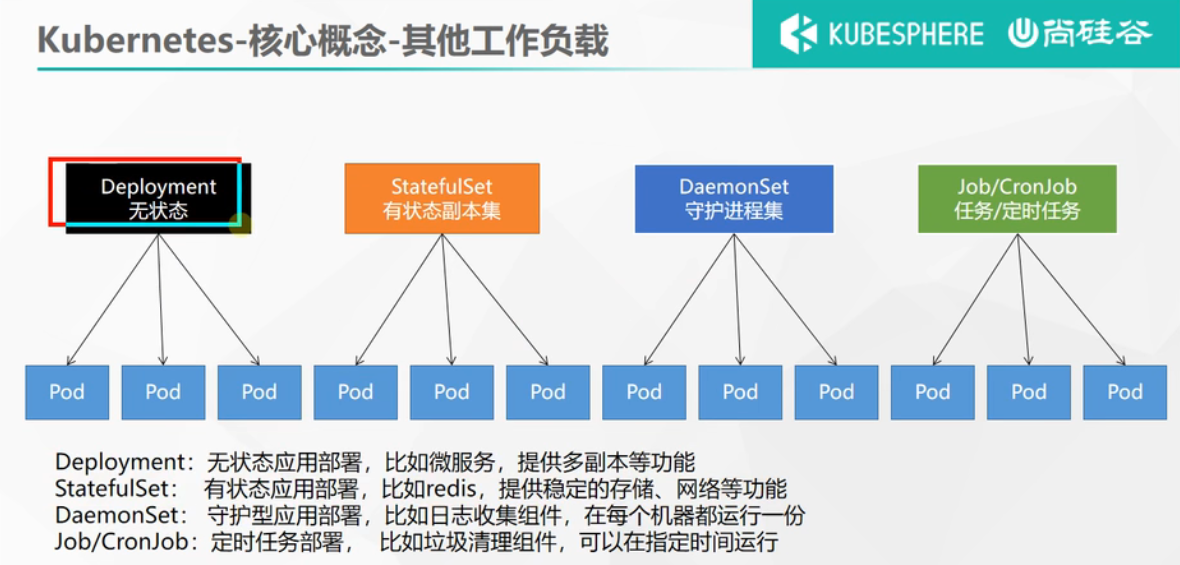 Kubernetes-核心概念-其他工作负载
KUBESPHERE 尚硅谷
Deployment
无状态
StatefulSet
有状态副本集
DaemonSet
守护进程集
Job/CronJob
任务/定时任务
Pod Pod Pod Pod Pod Pod Pod Pod Pod Pod Pod Pod
Deployment：无状态应用部署，比如微服务，提供多副本等功能
StatefulSet： 有状态应用部署，比如redis，提供稳定的存储、网络等功能
DaemonSet： 守护型应用部署，比如日志收集组件，在每个机器都运行一份
Job/CronJob：定时任务部署， 比如垃圾清理组件，可以在指定时间运行